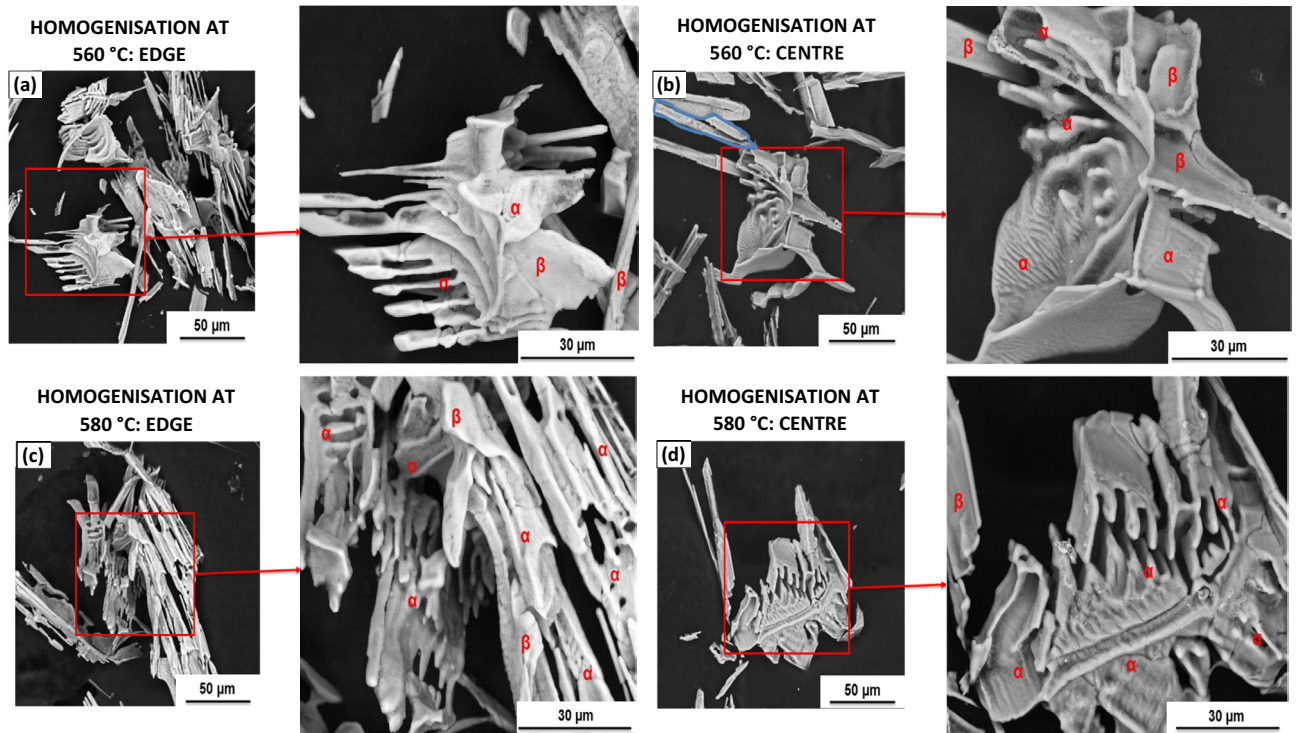 HOMOGENISATION AT
560 °C: EDGE
(a)
50 µm
α
β
α
β
30 µm
HOMOGENISATION AT
560 °C: CENTRE
(b)
50 µm
α
β
β
α
β
α
α
30 µm
HOMOGENISATION AT
580 °C: EDGE
(c)
50 µm
β
α
α
α
α
α
α
β
α
30 µm
HOMOGENISATION AT
580 °C: CENTRE
(d)
50 µm
β
α
α
α
α
α
30 µm